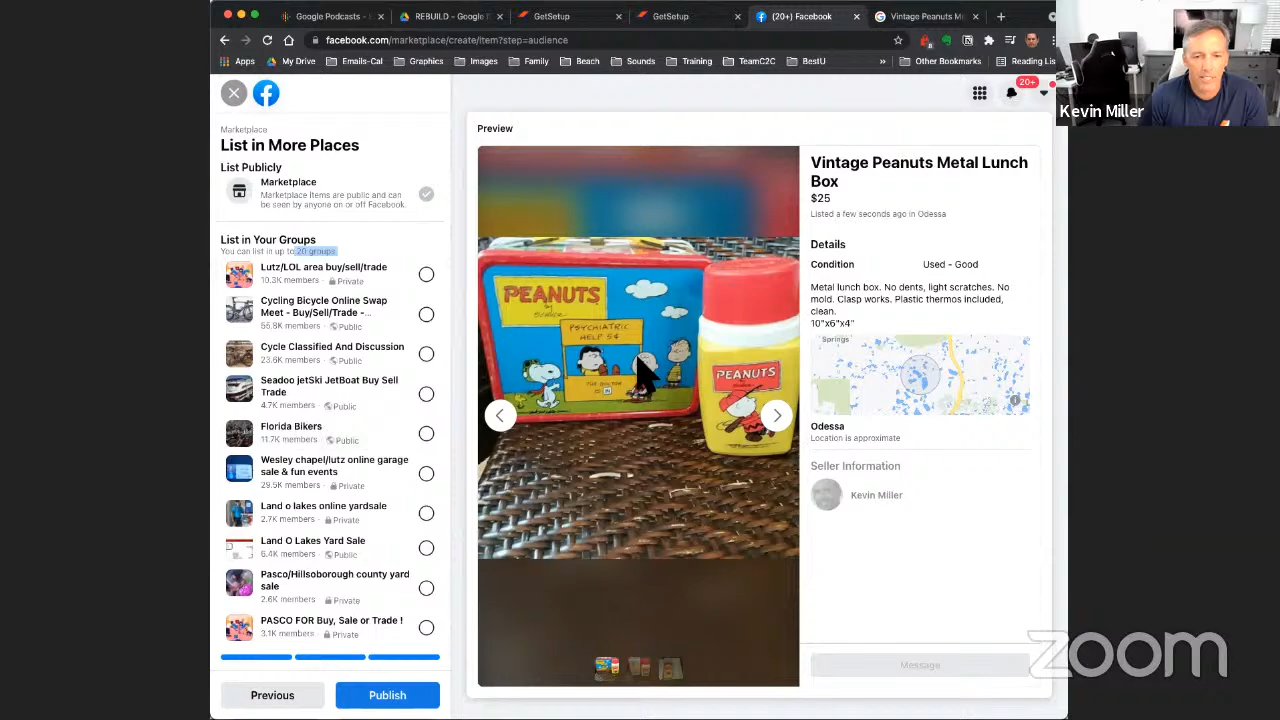 Google Podcasts - 
REBUILD - Google 
GetSetup
GetSetup
(20+) Faceb
Vintage Peanuts M
facebook.com/marketplace/create/item?step=audience
Apps
My Drive
Emails-Cal
Graphics
Images
Family
Beach
Sounds
Training
TeamC2C
BestU
»
Other Bookmarks
Reading List
Kevin Miller
20+
Marketplace
List in More Places
List Publicly
Marketplace
Marketplace items are public and can
be seen by anyone on or off Facebook.
List in Your Groups
You can list in up to 20 groups.
Lutz/LOL area buy/sell/trade
10.3K members · Private
Cycling Bicycle Online Swap
Meet - Buy/Sell/Trade -...
55.8K members · Public
Cycle Classified And Discussion
23.6K members · Public
Seadoo jetSki JetBoat Buy Sell
Trade
4.7K members · Public
Florida Bikers
11.7K members · Public
Wesley chapel/lutz online garage
sale & fun events
29.5K members · Private
Land o lakes online yardsale
2.7K members · Private
Land O Lakes Yard Sale
6.4K members · Public
Pasco/Hillsoborough county yard
sale
2.6K members · Private
PASCO FOR Buy, Sale or Trade !
3.1K members · Private
Previous
Publish
Preview
PEANUTS
by
PSYCHIATRIC
HELP 5¢
PEANUTS
Vintage Peanuts Metal Lunch
Box
$25
Listed a few seconds ago in Odessa
Details
Condition
Used - Good
Metal lunch box. No dents, light scratches. No
mold. Clasp works. Plastic thermos included,
clean.
10"x6"x4"
Springs
Odessa
Location is approximate
Seller Information
Kevin Miller
Message
zoom